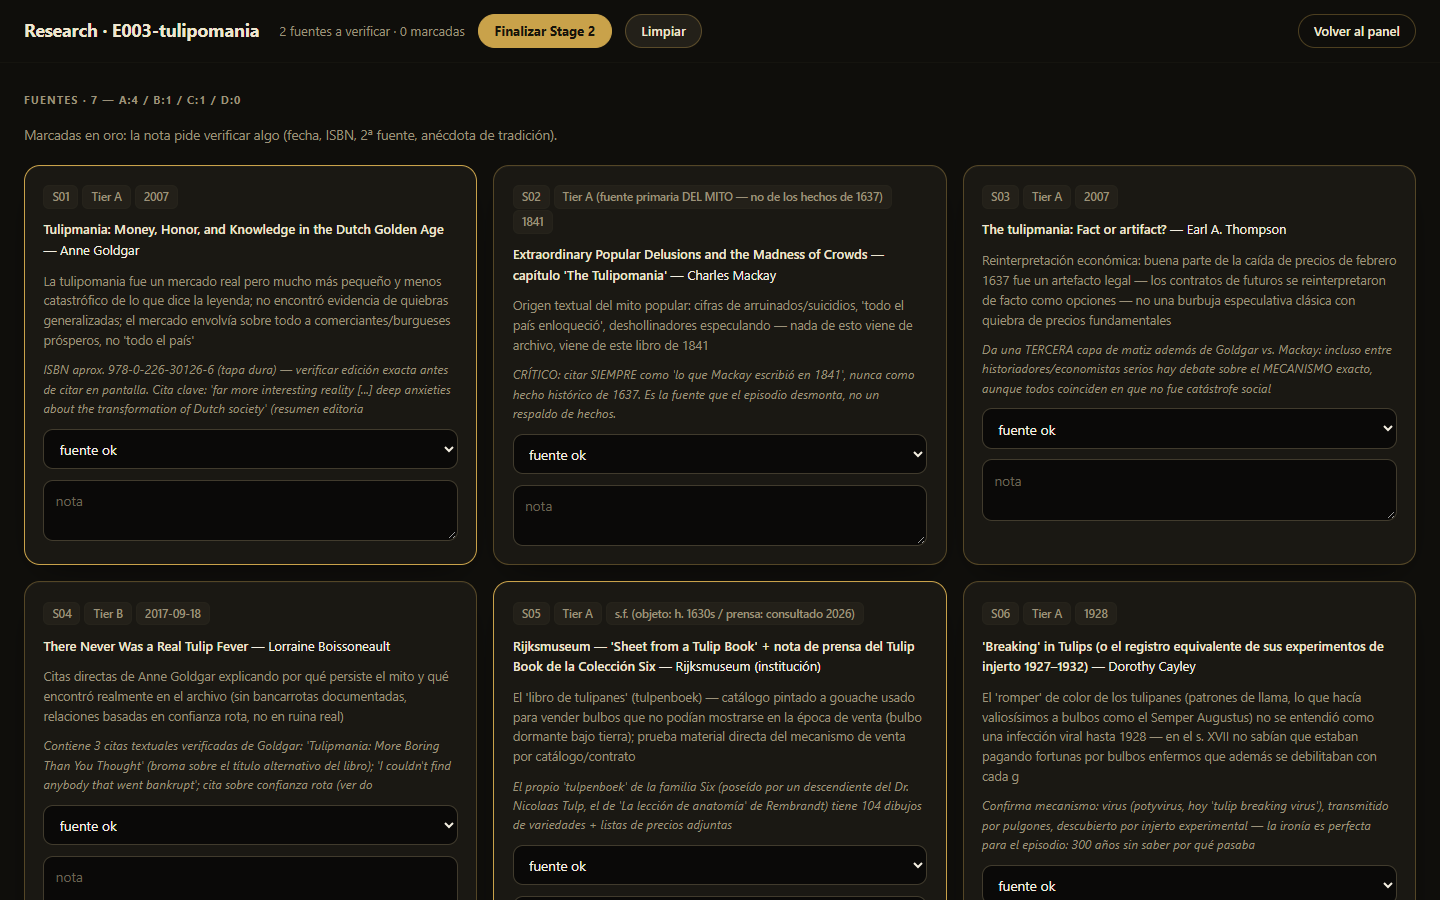 Research · E003-tulipomania
2 fuentes a verificar · 0 marcadas
Finalizar Stage 2
Limpiar
Volver al panel
FUENTES · 7 — A:4 / B:1 / C:1 / D:0
Marcadas en oro: la nota pide verificar algo (fecha, ISBN, 2ª fuente, anécdota de tradición).
S01 Tier A 2007
Tulipmania: Money, Honor, and Knowledge in the Dutch Golden Age
— Anne Goldgar
La tulipomania fue un mercado real pero mucho más pequeño y menos
catastrófico de lo que dice la leyenda; no encontró evidencia de quiebras
generalizadas; el mercado envolvía sobre todo a comerciantes/burgueses
prósperos, no 'todo el país'
ISBN aprox. 978-0-226-30126-6 (tapa dura) — verificar edición exacta antes
de citar en pantalla. Cita clave: 'far more interesting reality [...] deep anxieties
about the transformation of Dutch society' (resumen editoria
fuente ok
nota
S02 Tier A (fuente primaria DEL MITO — no de los hechos de 1637)
1841
Extraordinary Popular Delusions and the Madness of Crowds —
capítulo 'The Tulipomania' — Charles Mackay
Origen textual del mito popular: cifras de arruinados/suicidios, 'todo el
país enloqueció', deshollinadores especulando — nada de esto viene de
archivo, viene de este libro de 1841
CRÍTICO: citar SIEMPRE como 'lo que Mackay escribió en 1841', nunca como
hecho histórico de 1637. Es la fuente que el episodio desmonta, no un
respaldo de hechos.
fuente ok
nota
S03 Tier A 2007
The tulipmania: Fact or artifact? — Earl A. Thompson
Reinterpretación económica: buena parte de la caída de precios de febrero
1637 fue un artefacto legal — los contratos de futuros se reinterpretaron
de facto como opciones — no una burbuja especulativa clásica con
quiebra de precios fundamentales
Da una TERCERA capa de matiz además de Goldgar vs. Mackay: incluso entre
historiadores/economistas serios hay debate sobre el MECANISMO exacto,
aunque todos coinciden en que no fue catástrofe social
fuente ok
nota
S04 Tier B 2017-09-18
There Never Was a Real Tulip Fever — Lorraine Boissoneault
Citas directas de Anne Goldgar explicando por qué persiste el mito y qué
encontró realmente en el archivo (sin bancarrotas documentadas,
relaciones basadas en confianza rota, no en ruina real)
Contiene 3 citas textuales verificadas de Goldgar: 'Tulipmania: More Boring
Than You Thought' (broma sobre el título alternativo del libro); 'I couldn't find
anybody that went bankrupt'; cita sobre confianza rota (ver do
fuente ok
nota
S05 Tier A s.f. (objeto: h. 1630s / prensa: consultado 2026)
Rijksmuseum — 'Sheet from a Tulip Book' + nota de prensa del Tulip
Book de la Colección Six — Rijksmuseum (institución)
El 'libro de tulipanes' (tulpenboek) — catálogo pintado a gouache usado
para vender bulbos que no podían mostrarse en la época de venta (bulbo
dormante bajo tierra); prueba material directa del mecanismo de venta
por catálogo/contrato
El propio 'tulpenboek' de la familia Six (poseído por un descendiente del Dr.
Nicolaas Tulp, el de 'La lección de anatomía' de Rembrandt) tiene 104 dibujos
de variedades + listas de precios adjuntas
fuente ok
S06 Tier A 1928
'Breaking' in Tulips (o el registro equivalente de sus experimentos de
injerto 1927–1932) — Dorothy Cayley
El 'romper' de color de los tulipanes (patrones de llama, lo que hacía
valiosísimos a bulbos como el Semper Augustus) no se entendió como
una infección viral hasta 1928 — en el s. XVII no sabían que estaban
pagando fortunas por bulbos enfermos que además se debilitaban con
cada g
Confirma mecanismo: virus (potyvirus, hoy 'tulip breaking virus'), transmitido
por pulgones, descubierto por injerto experimental — la ironía es perfecta
para el episodio: 300 años sin saber por qué pasaba
fuente ok